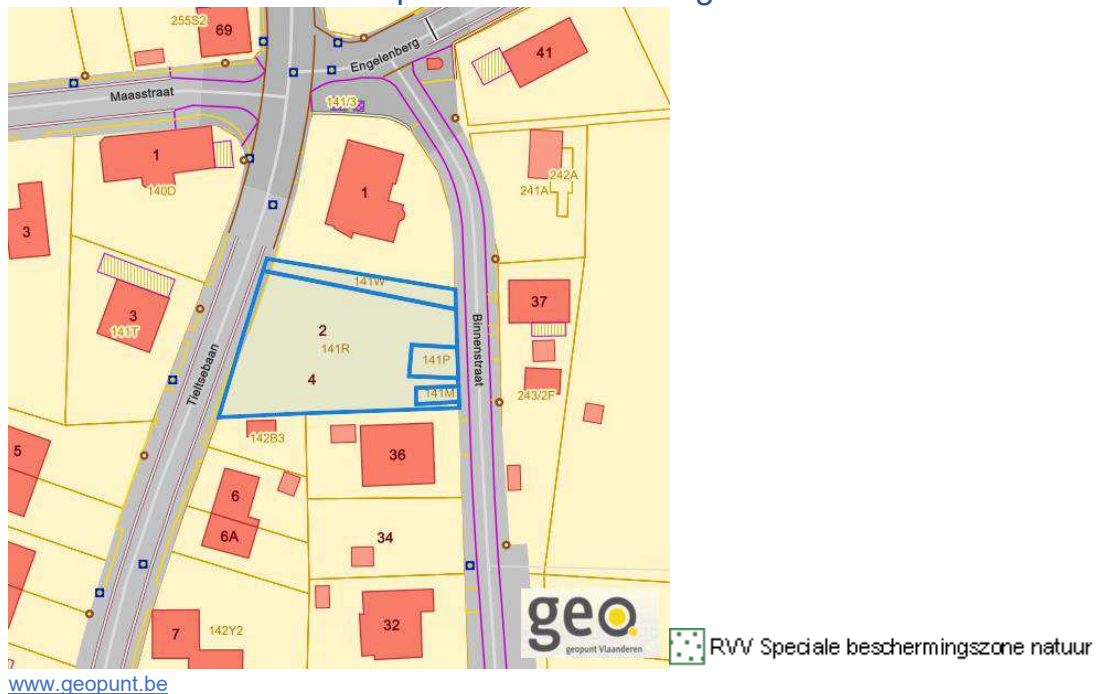 255S2
69
Engelenberg
41
Maasstraat
141/3
1
140D
1
242A
241A
3
141W
3
141T
2
141R
4
37
Binnenstraat
141P
141M
243/2F
Tieltsebaan
142B3
5
36
6
6A
34
32
7
142Y2
geo
geopunt Vlaanderen
RVV Speciale beschermingszone natuur
www.geopunt.be